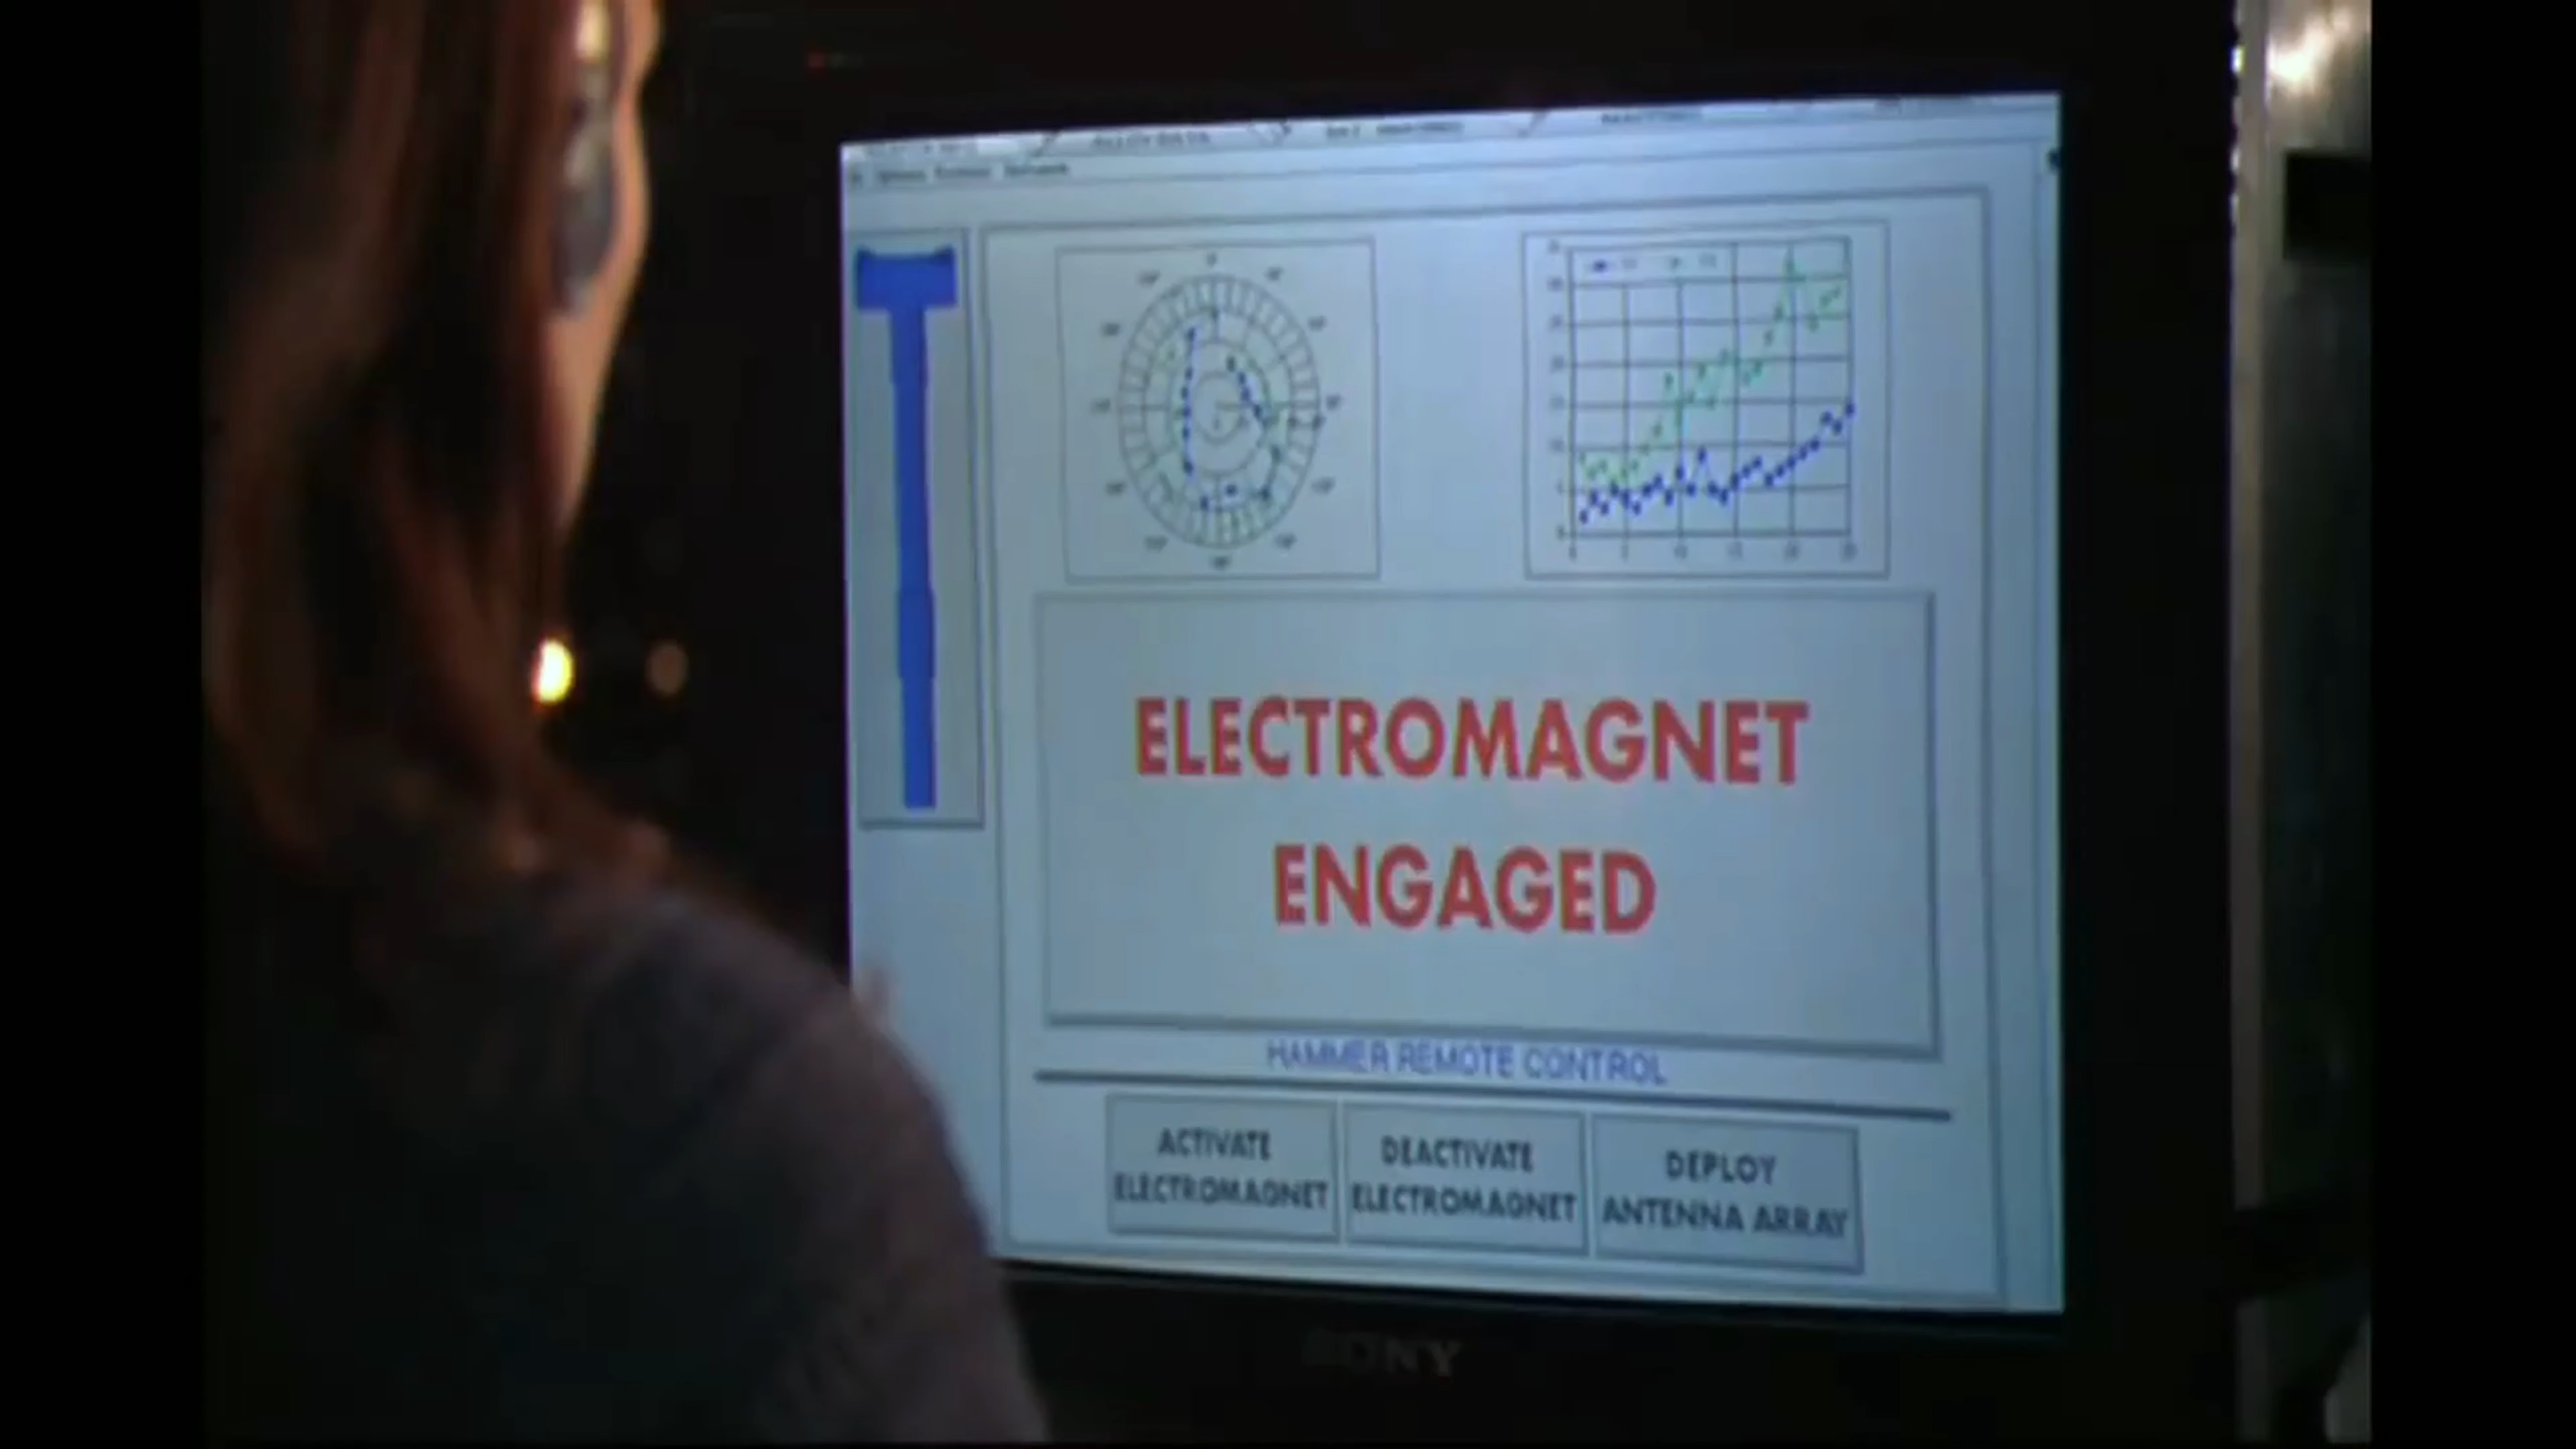 ELECTROMAGNET
ENGAGED
HAMMER REMOTE CONTROL
ACTIVATE
ELECTROMAGNET
DEACTIVATE
ELECTROMAGNET
DEPLOY
ANTENNA ARRAY
SONY